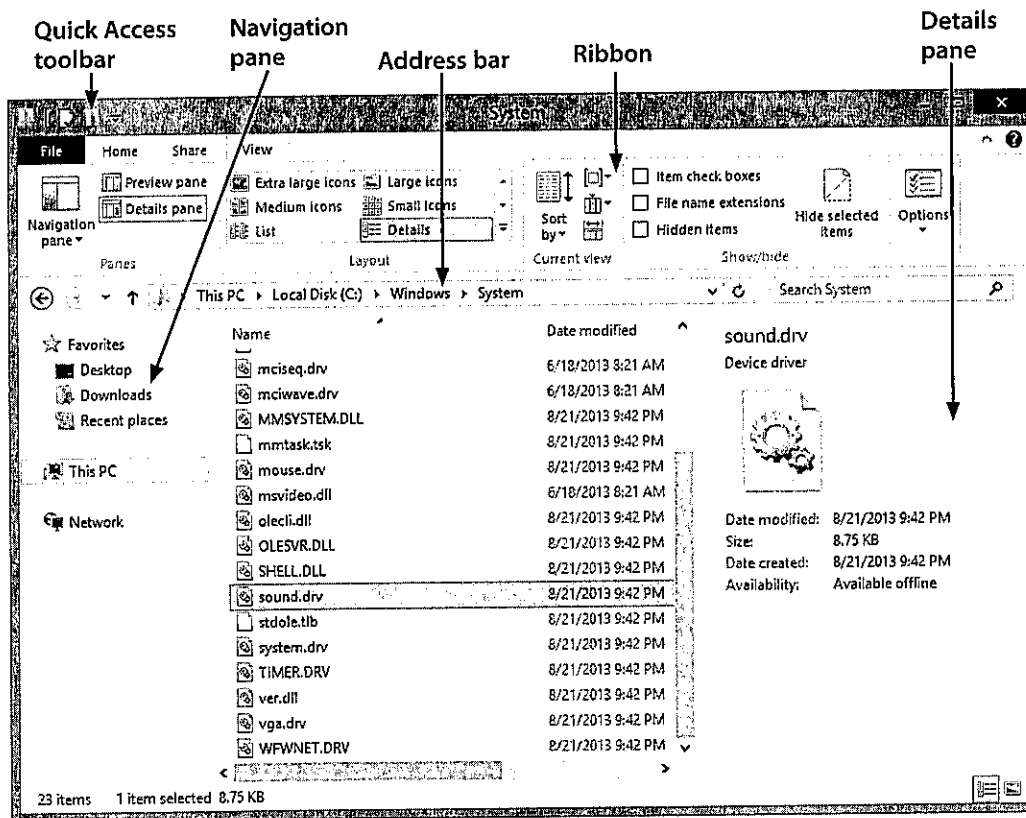 Quick Access toolbar
Navigation pane
Address bar
Ribbon
Details pane
System
File Home Share View
Navigation pane
Preview pane
Details pane
Panes
Extra large icons Large icons
Medium icons Small icons
List Details
Layout
Sort by
Current view
Item check boxes
File name extensions
Hidden items
Hide selected items
Show/hide
Options
This PC Local Disk (C:) Windows System
Search System
Favorites
Desktop
Downloads
Recent places
This PC
Network
Name Date modified
mciseq.drv 6/18/2013 8:21 AM
mciwave.drv 6/18/2013 8:21 AM
MMSYSTEM.DLL 8/21/2013 9:42 PM
mmtask.tsk 8/21/2013 9:42 PM
mouse.drv 8/21/2013 9:42 PM
msvideo.dll 6/18/2013 8:21 AM
olecli.dll 8/21/2013 9:42 PM
OLESVR.DLL 8/21/2013 9:42 PM
SHELL.DLL 8/21/2013 9:42 PM
sound.drv 8/21/2013 9:42 PM
stdole.tlb 8/21/2013 9:42 PM
system.drv 8/21/2013 9:42 PM
TIMER.DRV 8/21/2013 9:42 PM
ver.dll 8/21/2013 9:42 PM
vga.drv 8/21/2013 9:42 PM
WFWNET.DRV 8/21/2013 9:42 PM
sound.drv
Device driver
Date modified: 8/21/2013 9:42 PM
Size: 8.75 KB
Date created: 8/21/2013 9:42 PM
Availability: Available offline
23 items 1 item selected 8.75 KB